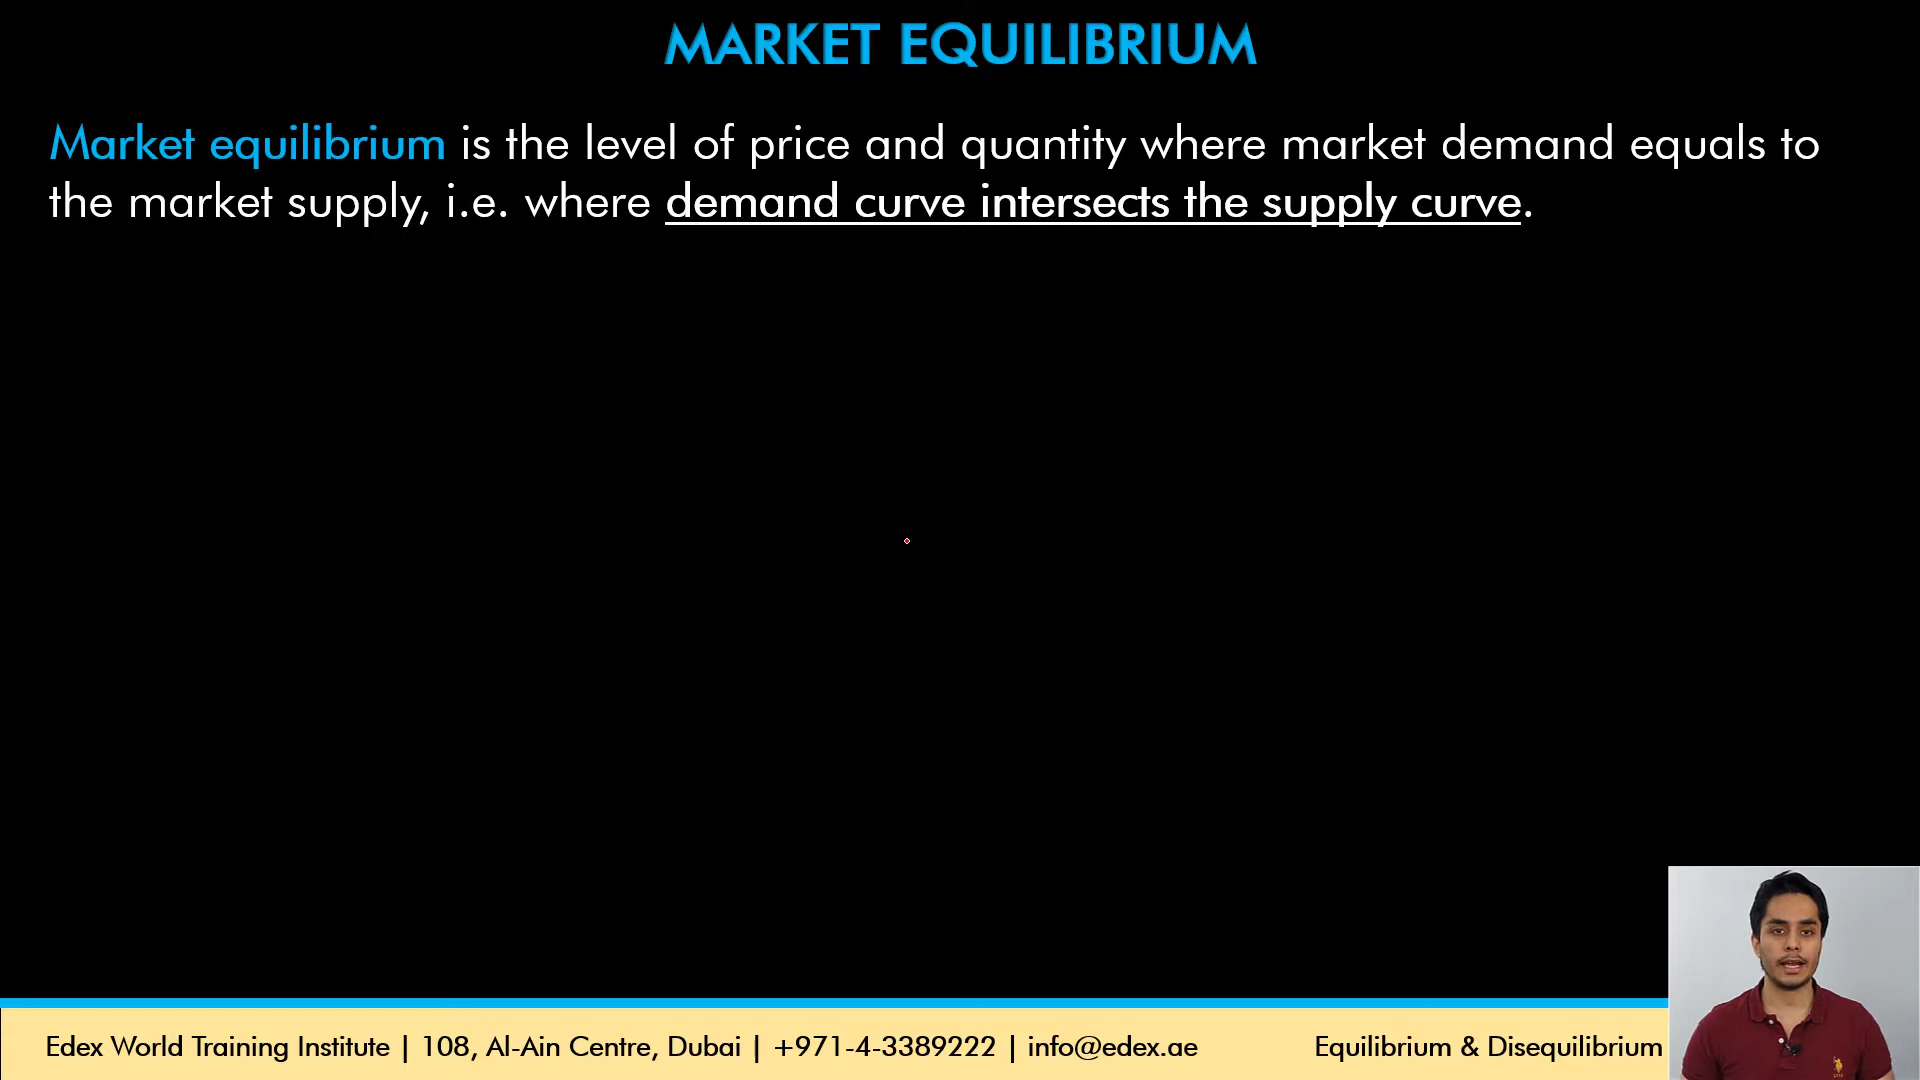 MARKET EQUILIBRIUM
Market equilibrium is the level of price and quantity where market demand equals to
the market supply, i.e. where demand curve intersects the supply curve.
Edex World Training Institute | 108, Al-Ain Centre, Dubai | +971-4-3389222 | info@edex.ae
Equilibrium & Disequilibrium